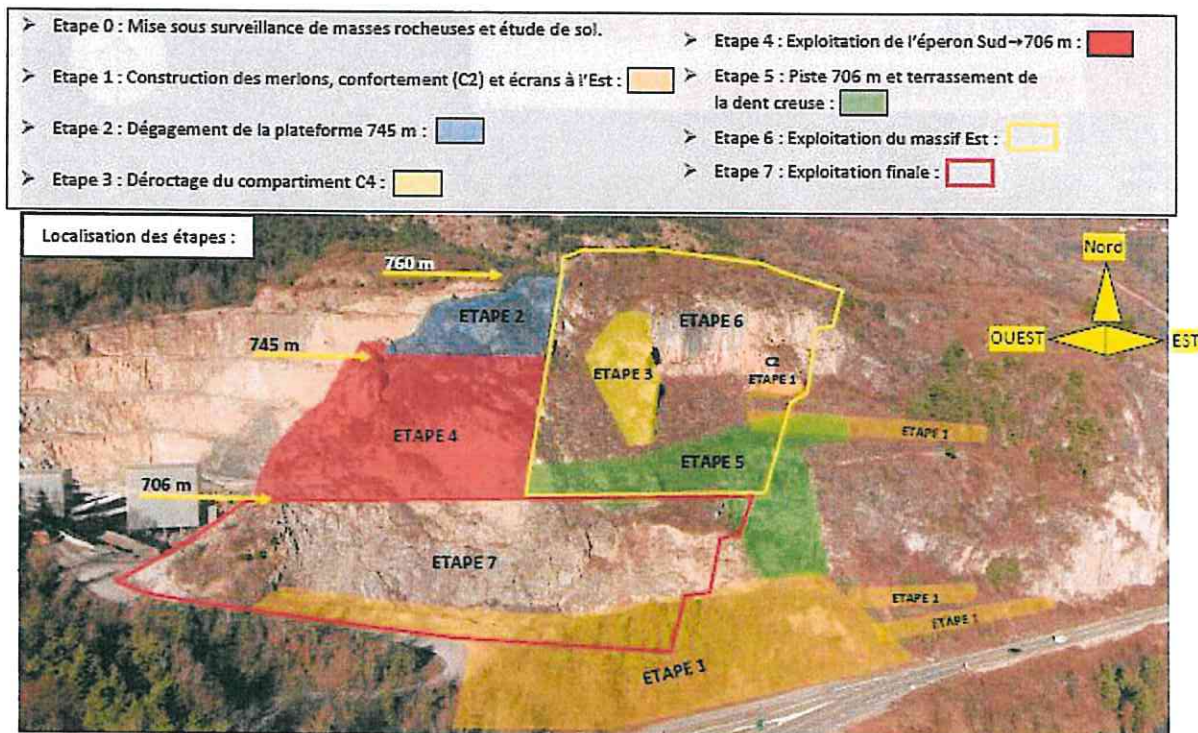 ➤ Etape 0 : Mise sous surveillance de masses rocheuses et étude de sol.
➤ Etape 1 : Construction des merlons, confortement (C2) et écrans à l'Est :
➤ Etape 2 : Dégagement de la plateforme 745 m :
➤ Etape 3 : Déroctage du compartiment C4 :
➤ Etape 4 : Exploitation de l'éperon Sud→706 m :
➤ Etape 5 : Piste 706 m et terrassement de
la dent creuse :
➤ Etape 6 : Exploitation du massif Est :
➤ Etape 7 : Exploitation finale :
Localisation des étapes :
760 m
Nord
ETAPE 2
ETAPE 6
745 m
OUEST
EST
C2
ETAPE 3
ETAPE 1
ETAPE 4
ETAPE 1
ETAPE 5
706 m
ETAPE 7
ETAPE 1
ETAPE 1
ETAPE 1